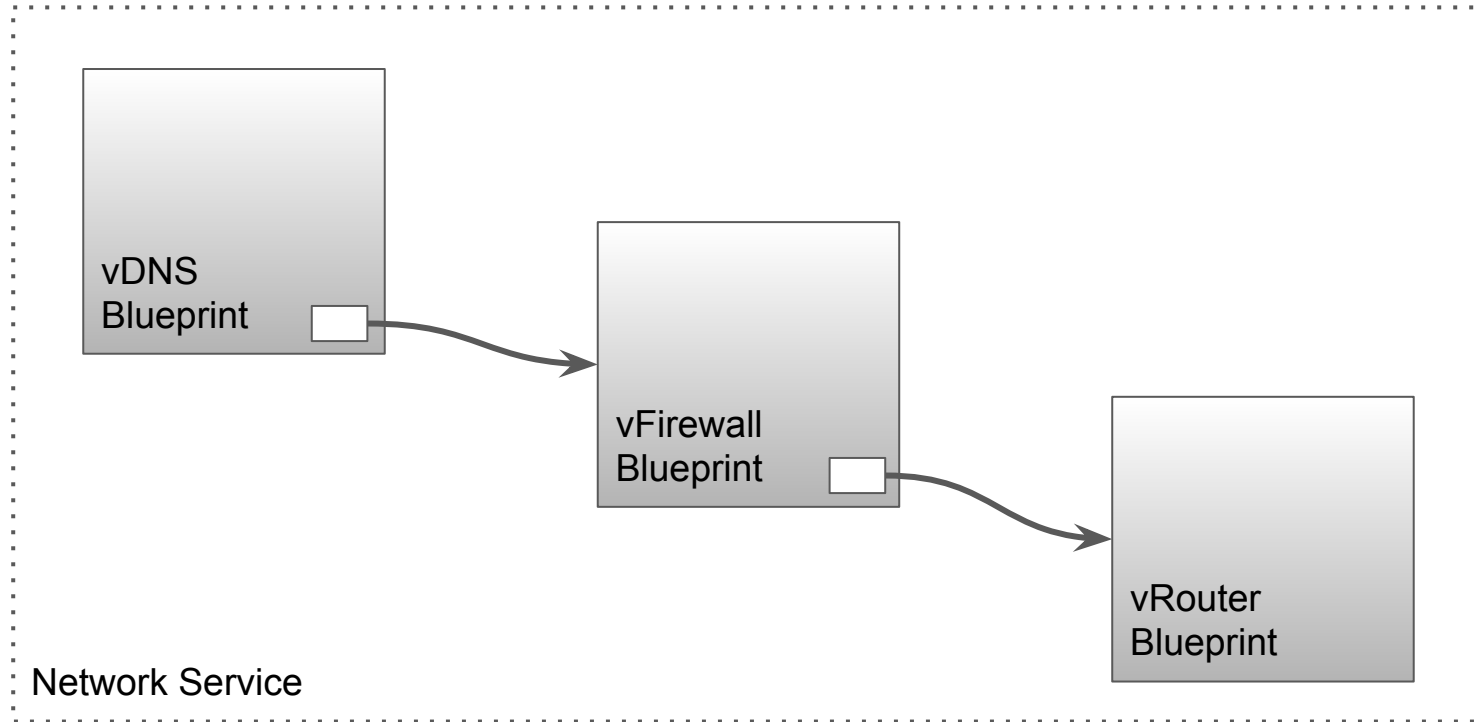 vDNS
Blueprint
vFirewall
Blueprint
vRouter
Blueprint
Network Service